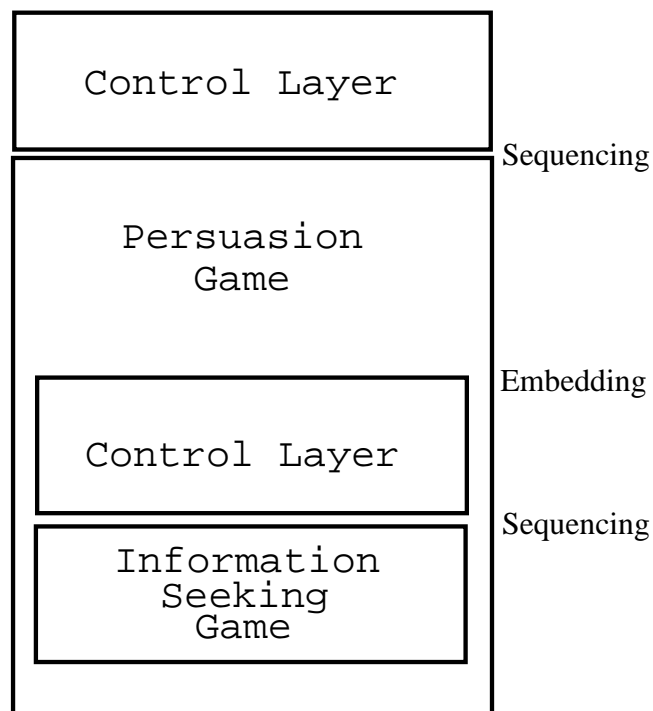 Control Layer
Sequencing
Persuasion
Game
Embedding
Control Layer
Sequencing
Information
Seeking
Game